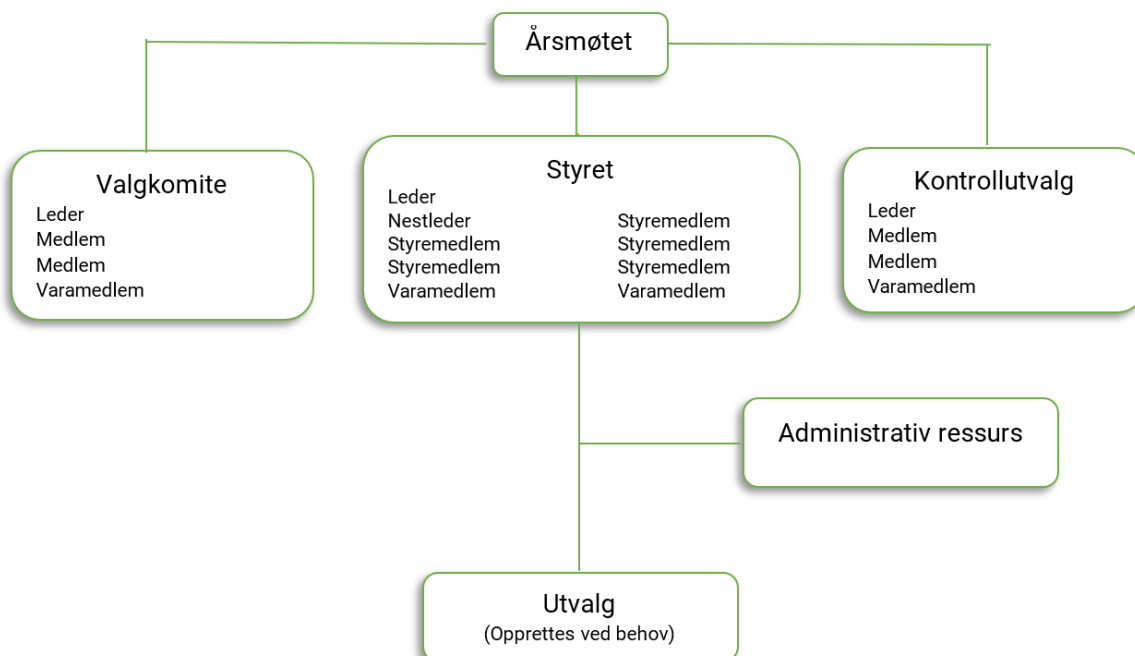 Årsmøtet
Valgkomite
Leder
Medlem
Medlem
Varamedlem
Styret
Leder
Nestleder
Styremedlem
Styremedlem
Varamedlem
Styremedlem
Styremedlem
Styremedlem
Varamedlem
Kontrollutvalg
Leder
Medlem
Medlem
Varamedlem
Administrativ ressurs
Utvalg
(Opprettes ved behov)